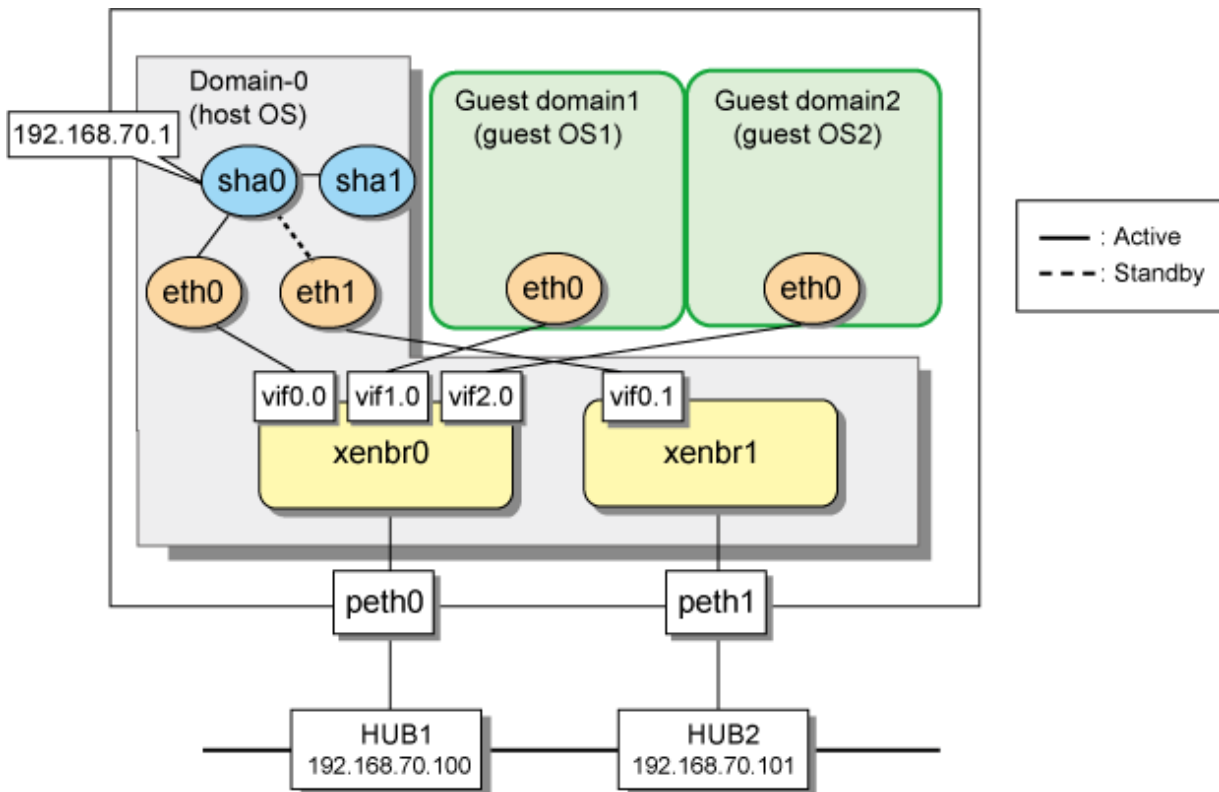 Domain-0
(host OS)
192.168.70.1
sha0
sha1
eth0
eth1
Guest domain1
(guest OS1)
eth0
Guest domain2
(guest OS2)
eth0
: Active
: Standby
vif0.0
vif1.0
vif2.0
vif0.1
xenbr0
xenbr1
peth0
peth1
HUB1
192.168.70.100
HUB2
192.168.70.101